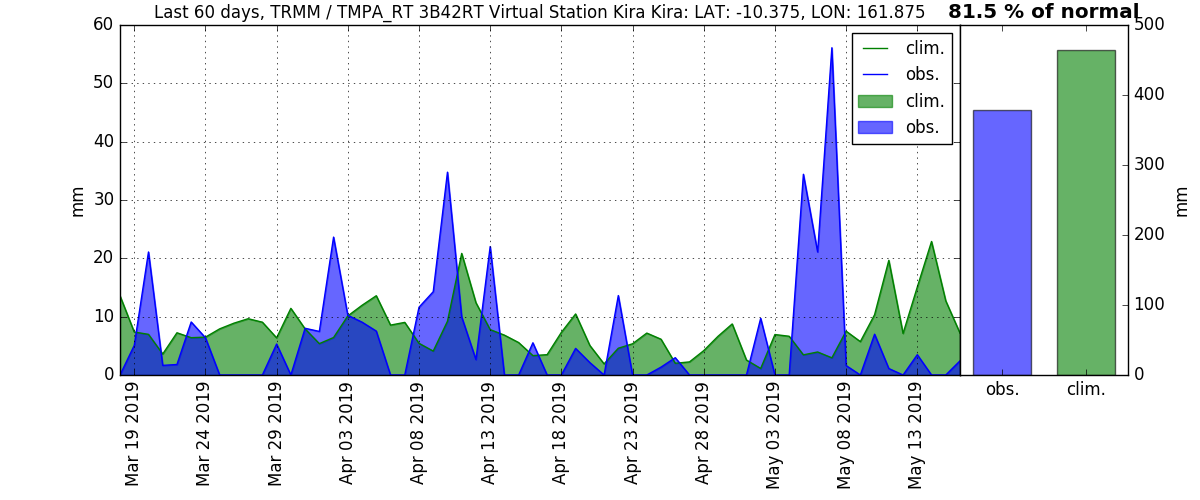 Last 60 days, TRMM / TMPA_RT 3B42RT Virtual Station Kira Kira: LAT: -10.375, LON: 161.875
81.5 % of normal
60
50
40
30
20
10
0
mm
clim.
obs.
clim.
obs.
Mar 19 2019
Mar 24 2019
Mar 29 2019
Apr 03 2019
Apr 08 2019
Apr 13 2019
Apr 18 2019
Apr 23 2019
Apr 28 2019
May 03 2019
May 08 2019
May 13 2019
500
400
300
200
100
0
mm
obs.
clim.